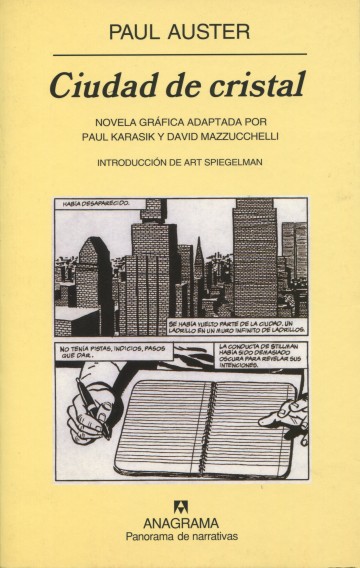 PAUL AUSTER
Ciudad de cristal
NOVELA GRÁFICA ADAPTADA POR
PAUL KARASIK Y DAVID MAZZUCCHELLI
INTRODUCCIÓN DE ART SPIEGELMAN
HABÍA DESAPARECIDO.
SE HABÍA VUELTO PARTE DE LA CIUDAD, UN
LADRILLO EN UN MURO INFINITO DE LADRILLOS.
NO TENÍA PISTAS, INDICIOS, PASOS
QUE DAR...
LA CONDUCTA DE STILLMAN
HABÍA SIDO DEMASIADO
OSCURA PARA REVELAR SUS
INTENCIONES.
ANAGRAMA
Panorama de narrativas